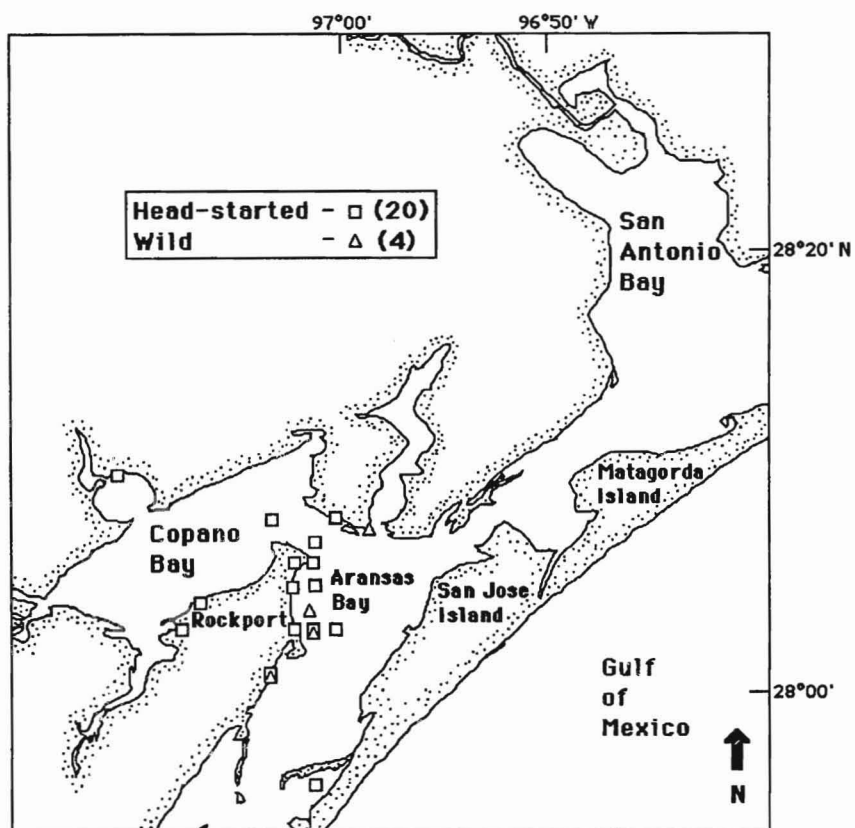 97°00' 96°50' W
Head-started - □ (20)
Wild - △ (4)
San
Antonio
Bay
28°20' N
Matagorda
Island
Copano
Bay
Aransas
Bay
San Jose
Island
Rockport
Gulf
of
Mexico
28°00'
N